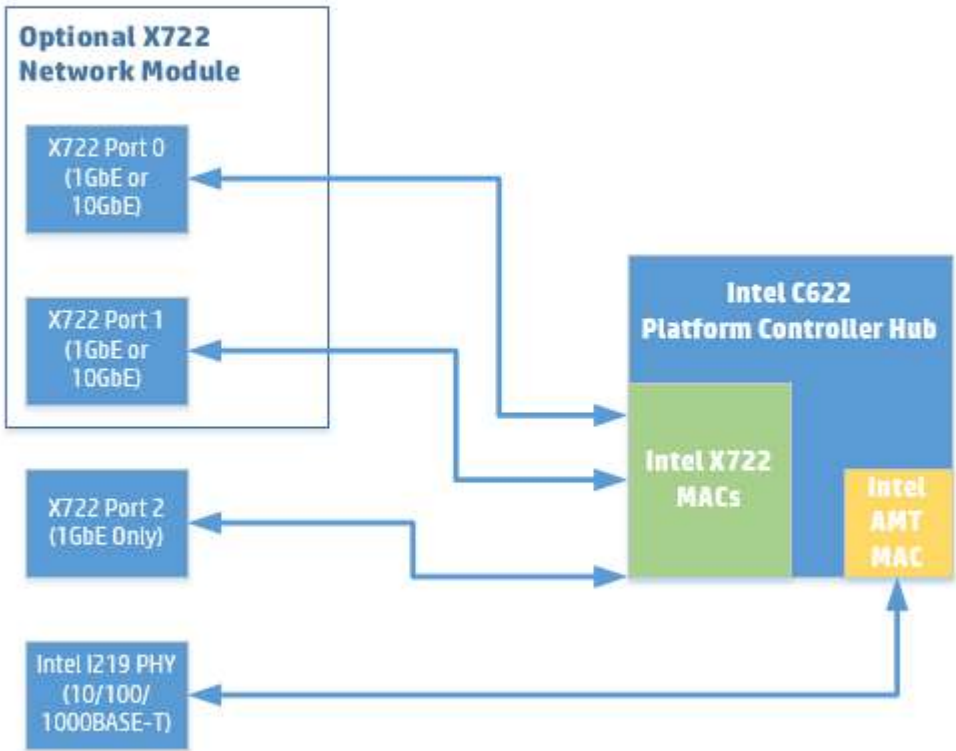 Optional X722
Network Module
X722 Port 0
(1GbE or
10GbE)
X722 Port 1
(1GbE or
10GbE)
X722 Port 2
(1GbE Only)
Intel I219 PHY
(10/100/
1000BASE-T)
Intel C622
Platform Controller Hub
Intel X722
MACs
Intel
AMT
MAC